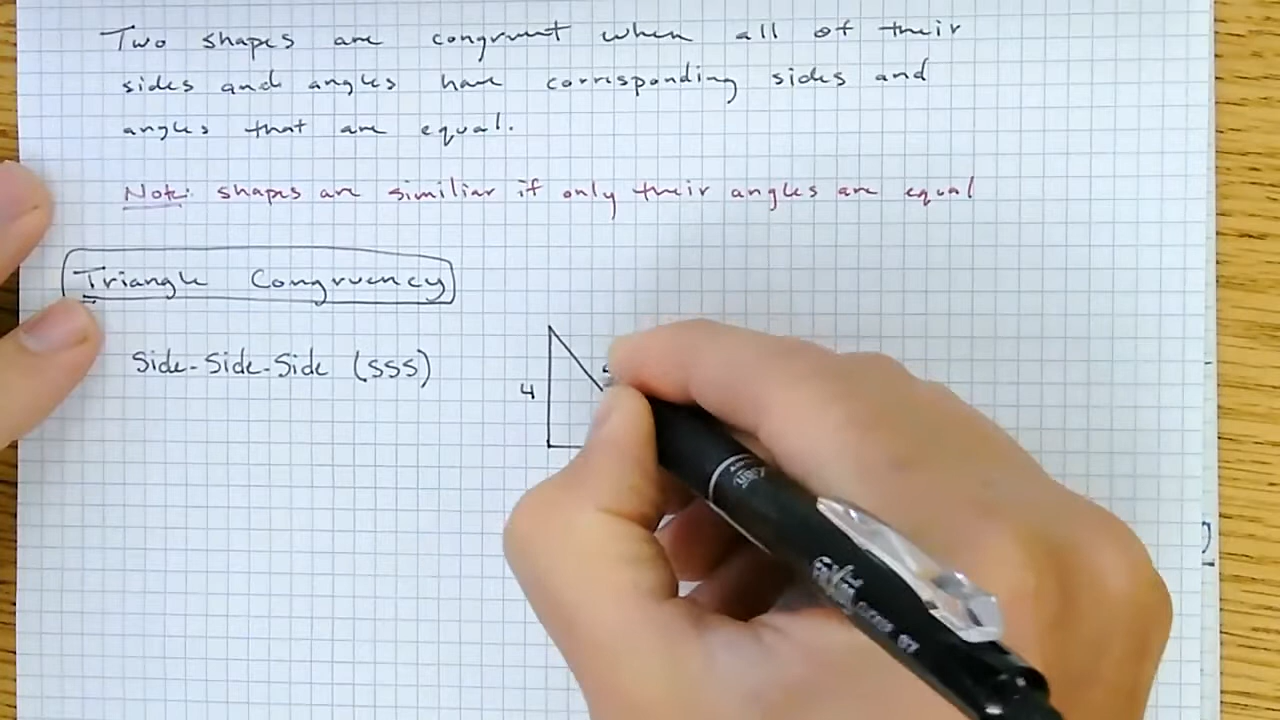 Two shapes are congruent when all of their
sides and angles have corresponding sides and
angles that are equal.
Note: shapes are similiar if only their angles are equal
Triangle Congruency
Side-Side-Side (SSS)
4